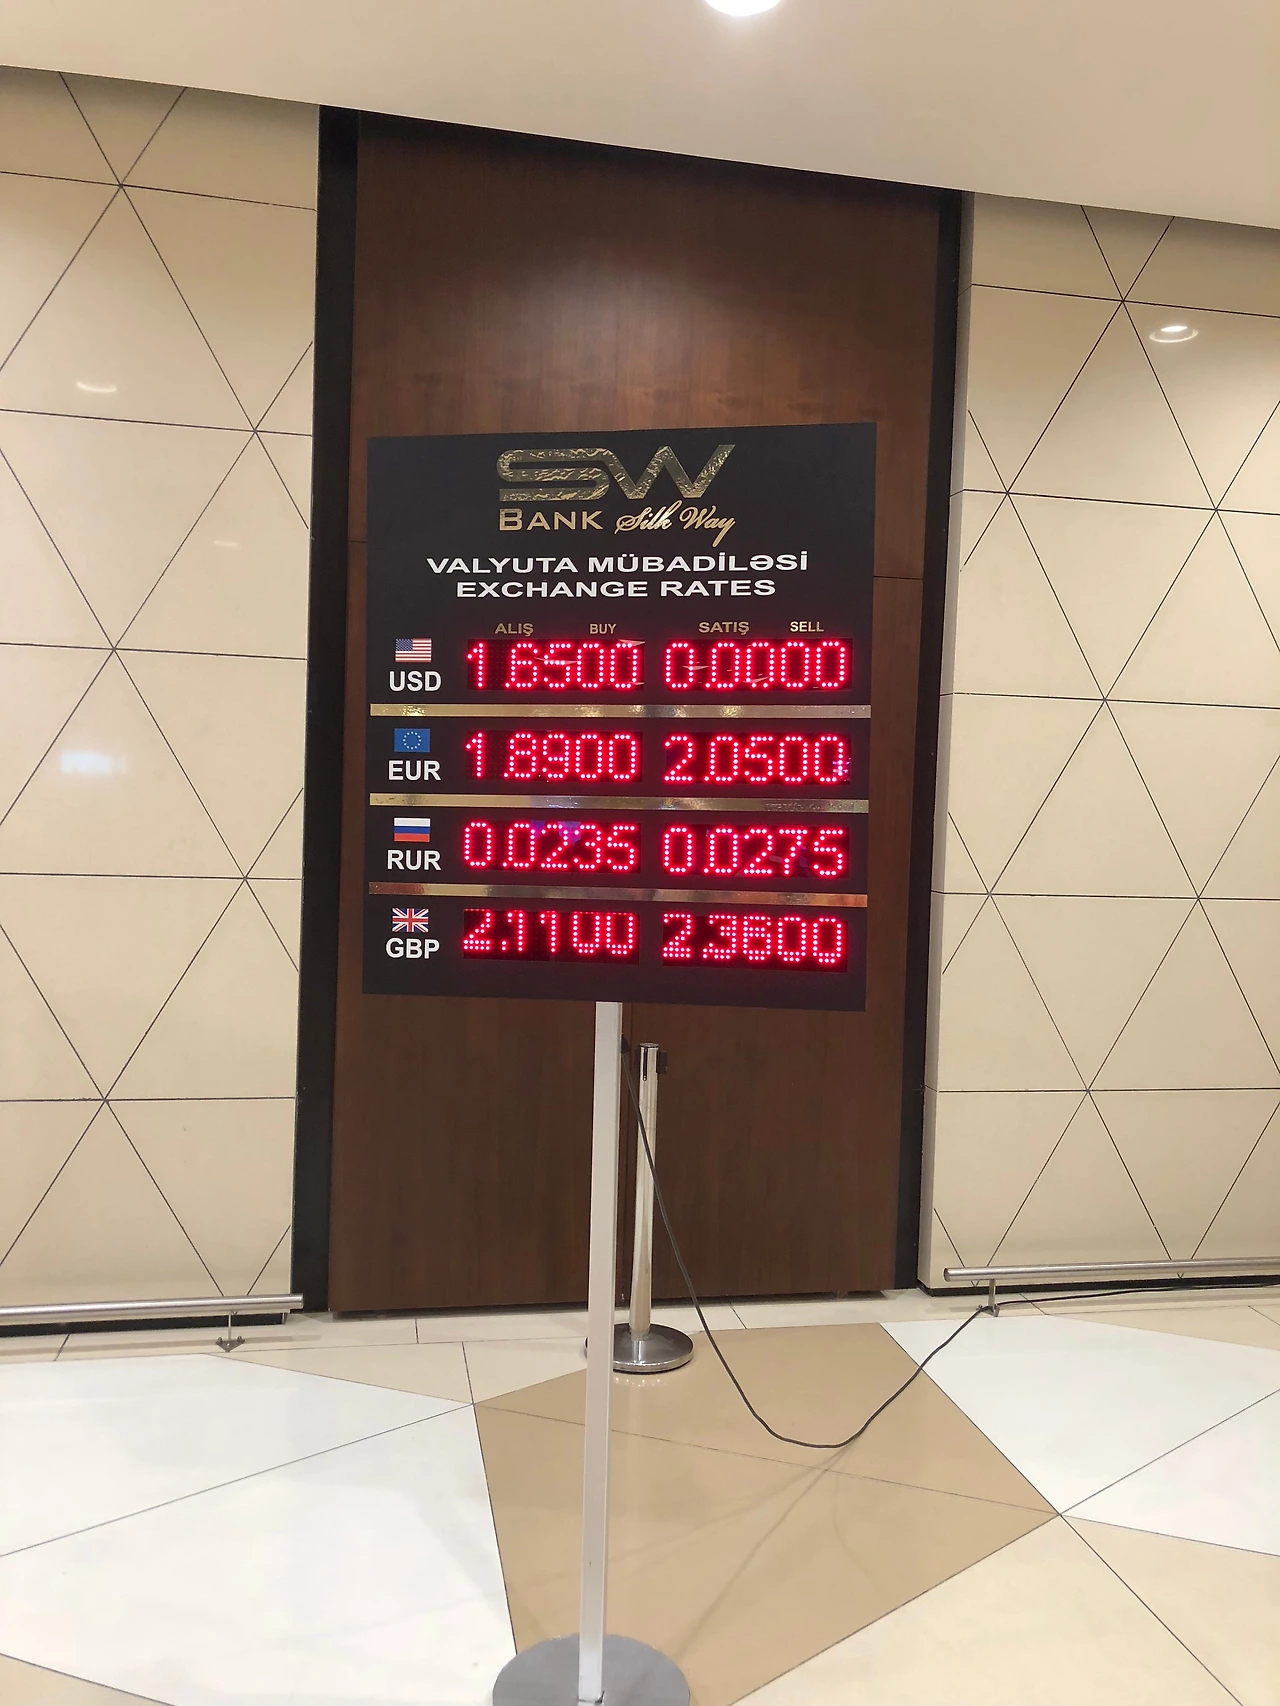 SW
BANK Silk Way
VALYUTA MÜBADİLƏSİ
EXCHANGE RATES
ALIŞ BUY SATIŞ SELL
USD 1.6500 0.0000
EUR 1.8900 2.0500
RUR 0.0235 0.0275
GBP 2.1100 2.3600